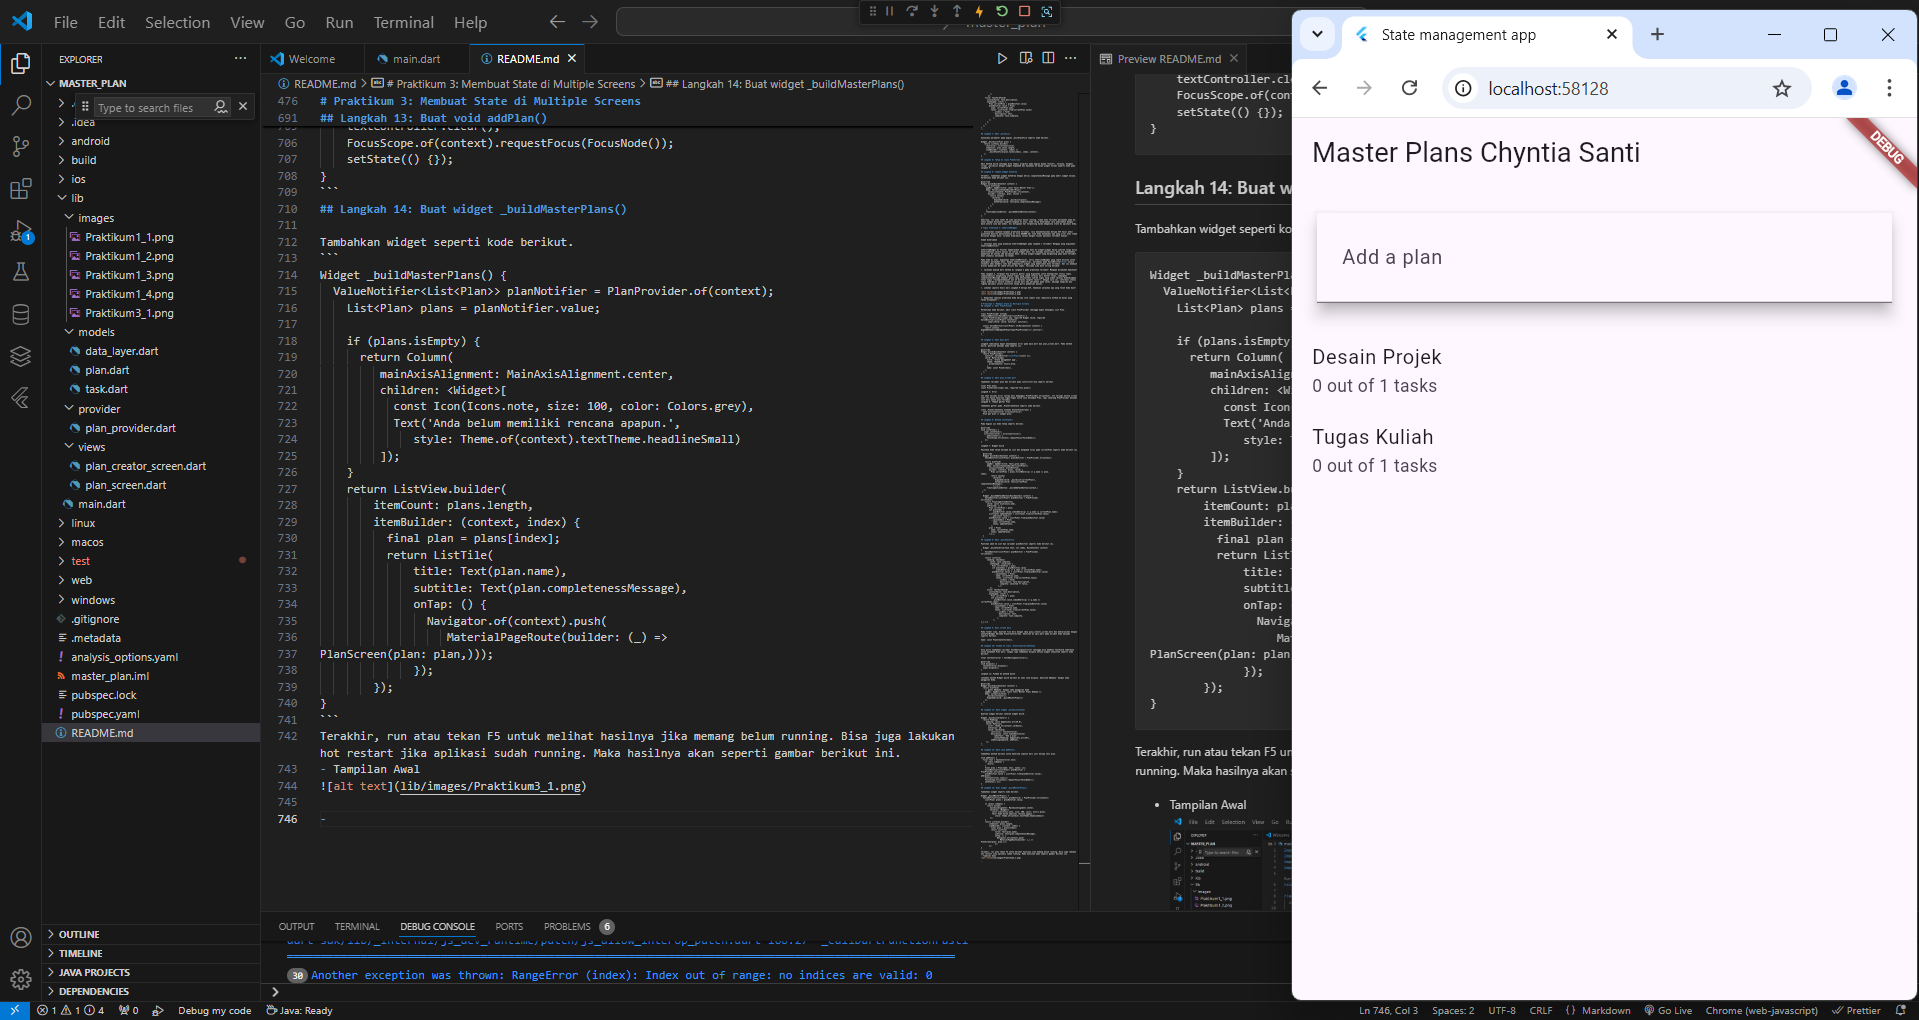 File Edit Selection View Go Run Terminal Help
EXPLORER
MASTER_PLAN
Type to search files
.idea
android
build
ios
lib
images
Praktikum1_1.png
Praktikum1_2.png
Praktikum1_3.png
Praktikum1_4.png
Praktikum3_1.png
models
data_layer.dart
plan.dart
task.dart
provider
plan_provider.dart
views
plan_creator_screen.dart
plan_screen.dart
main.dart
linux
macos
test
web
windows
.gitignore
.metadata
analysis_options.yaml
master_plan.iml
pubspec.lock
pubspec.yaml
README.md
OUTLINE
TIMELINE
JAVA PROJECTS
DEPENDENCIES
Welcome main.dart README.md
README.md > # Praktikum 3: Membuat State di Multiple Screens > ## Langkah 14: Buat widget _buildMasterPlans()
476 # Praktikum 3: Membuat State di Multiple Screens
691 ## Langkah 13: Buat void addPlan()
706 FocusScope.of(context).requestFocus(FocusNode());
707 setState(() {});
708 }
709 ```
710 ## Langkah 14: Buat widget _buildMasterPlans()
711
712 Tambahkan widget seperti kode berikut.
713 ```
714 Widget _buildMasterPlans() {
715 ValueNotifier<List<Plan>> planNotifier = PlanProvider.of(context);
716 List<Plan> plans = planNotifier.value;
717
718 if (plans.isEmpty) {
719 return Column(
720 mainAxisAlignment: MainAxisAlignment.center,
721 children: <Widget>[
722 const Icon(Icons.note, size: 100, color: Colors.grey),
723 Text('Anda belum memiliki rencana apapun.',
724 style: Theme.of(context).textTheme.headlineSmall)
725 ]);
726 }
727 return ListView.builder(
728 itemCount: plans.length,
729 itemBuilder: (context, index) {
730 final plan = plans[index];
731 return ListTile(
732 title: Text(plan.name),
733 subtitle: Text(plan.completenessMessage),
734 onTap: () {
735 Navigator.of(context).push(
736 MaterialPageRoute(builder: (_) =>
737 PlanScreen(plan: plan,)));
738 });
739 });
740 }
741 ```
742 Terakhir, run atau tekan F5 untuk melihat hasilnya jika memang belum running. Bisa juga lakukan
hot restart jika aplikasi sudah running. Maka hasilnya akan seperti gambar berikut ini.
743 - Tampilan Awal
744 ![alt text](lib/images/Praktikum3_1.png)
745
746 -
OUTPUT TERMINAL DEBUG CONSOLE PORTS PROBLEMS 6
30 Another exception was thrown: RangeError (index): Index out of range: no indices are valid: 0
Preview README.md
textController.cle
FocusScope.of(cont
setState(() {});
}
Langkah 14: Buat w
Tambahkan widget seperti ko
Widget _buildMasterPla
ValueNotifier<List<
List<Plan> plans =
if (plans.isEmpty
return Column(
mainAxisAlig
children: <Wi
const Icon(
Text('Anda
style: Th
]);
}
return ListView.bu
itemCount: pla
itemBuilder: (
final plan =
return List
title: T
subtitle
onTap: (
Naviga
Ma
PlanScreen(plan: plan
});
});
}
Terakhir, run atau tekan F5 un
running. Maka hasilnya akan s
• Tampilan Awal
State management app
localhost:58128
DEBUG
Master Plans Chyntia Santi
Add a plan
Desain Projek
0 out of 1 tasks
Tugas Kuliah
0 out of 1 tasks
1 1 4 0 Debug my code Java: Ready
Ln 746, Col 3 Spaces: 2 UTF-8 CRLF {} Markdown Go Live Chrome (web-javascript) Prettier